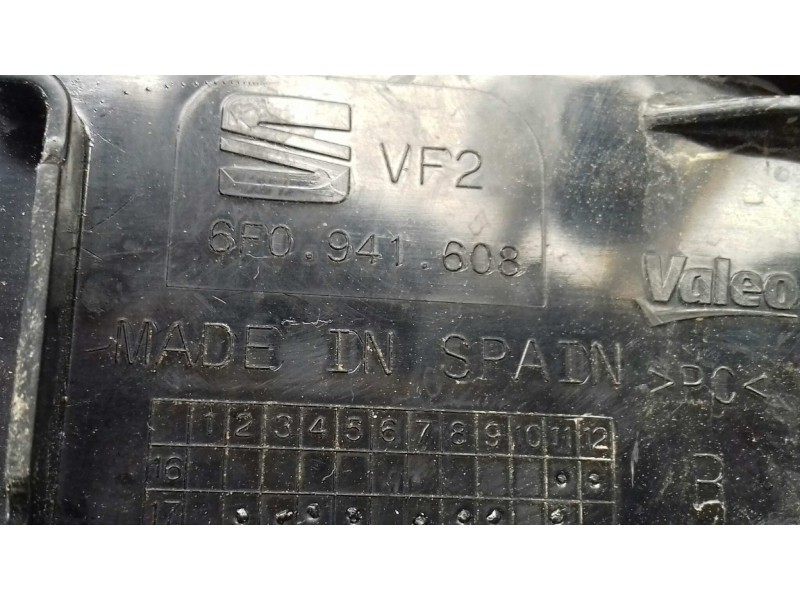 VF2
6F0.941.608
Valeo
MADE IN SPAIN
>PC<
1 2 3 4 5 6 7 8 9 10 11 12
16
17